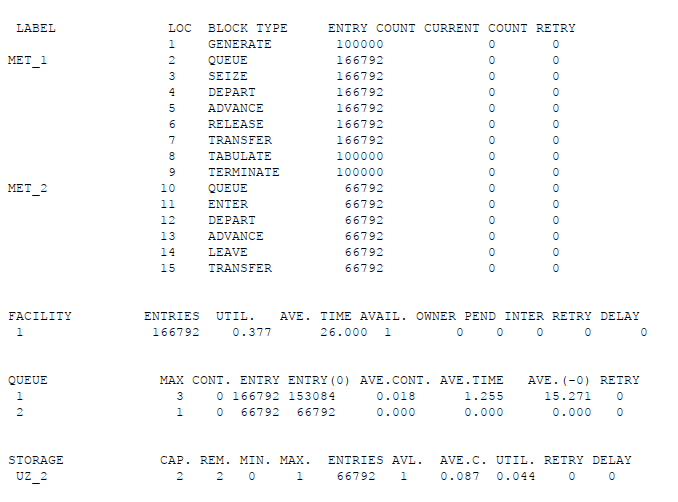 LABEL LOC BLOCK TYPE ENTRY COUNT CURRENT COUNT RETRY
1 GENERATE 100000 0 0
MET_1 2 QUEUE 166792 0 0
3 SEIZE 166792 0 0
4 DEPART 166792 0 0
5 ADVANCE 166792 0 0
6 RELEASE 166792 0 0
7 TRANSFER 166792 0 0
8 TABULATE 100000 0 0
9 TERMINATE 100000 0 0
MET_2 10 QUEUE 66792 0 0
11 ENTER 66792 0 0
12 DEPART 66792 0 0
13 ADVANCE 66792 0 0
14 LEAVE 66792 0 0
15 TRANSFER 66792 0 0
FACILITY ENTRIES UTIL. AVE. TIME AVAIL. OWNER PEND INTER RETRY DELAY
1 166792 0.377 26.000 1 0 0 0 0 0
QUEUE MAX CONT. ENTRY ENTRY(0) AVE.CONT. AVE.TIME AVE.(-0) RETRY
1 3 0 166792 153084 0.018 1.255 15.271 0
2 1 0 66792 66792 0.000 0.000 0.000 0
STORAGE CAP. REM. MIN. MAX. ENTRIES AVL. AVE.C. UTIL. RETRY DELAY
UZ_2 2 2 0 1 66792 1 0.087 0.044 0 0